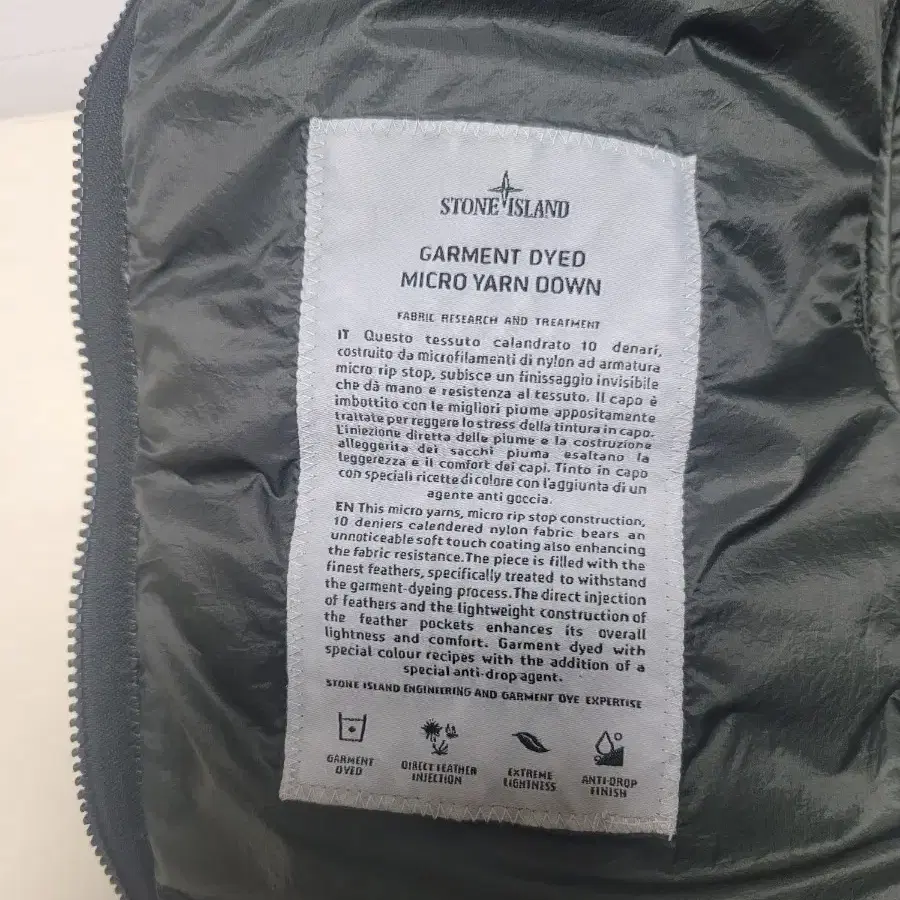 STONE ISLAND
GARMENT DYED
MICRO YARN DOWN
FABRIC RESEARCH AND TREATMENT
IT Questo tessuto calandrato 10 denari,
costruito da microfilamenti di nylon ad armatura
micro rip stop, subisce un finissaggio invisibile
che dà mano e resistenza al tessuto. Il capo è
imbottito con le migliori piume appositamente
trattate per reggere lo stress della tintura in capo.
L'iniezione diretta delle piume e la costruzione
alleggerita dei sacchi piuma esaltano la
leggerezza e il comfort dei capi. Tinto in capo
con speciali ricette di colore con l'aggiunta di un
agente anti goccia.
EN This micro yarns, micro rip stop construction,
10 deniers calendered nylon fabric bears an
unnoticeable soft touch coating also enhancing
the fabric resistance. The piece is filled with the
finest feathers, specifically treated to withstand
the garment-dyeing process. The direct injection
of feathers and the lightweight construction of
the feather pockets enhances its overall
lightness and comfort. Garment dyed with
special colour recipes with the addition of a
special anti-drop agent.
STONE ISLAND ENGINEERING AND GARMENT DYE EXPERTISE
GARMENT
DYED
DIRECT FEATHER
INJECTION
EXTREME
LIGHTNESS
ANTI-DROP
FINISH